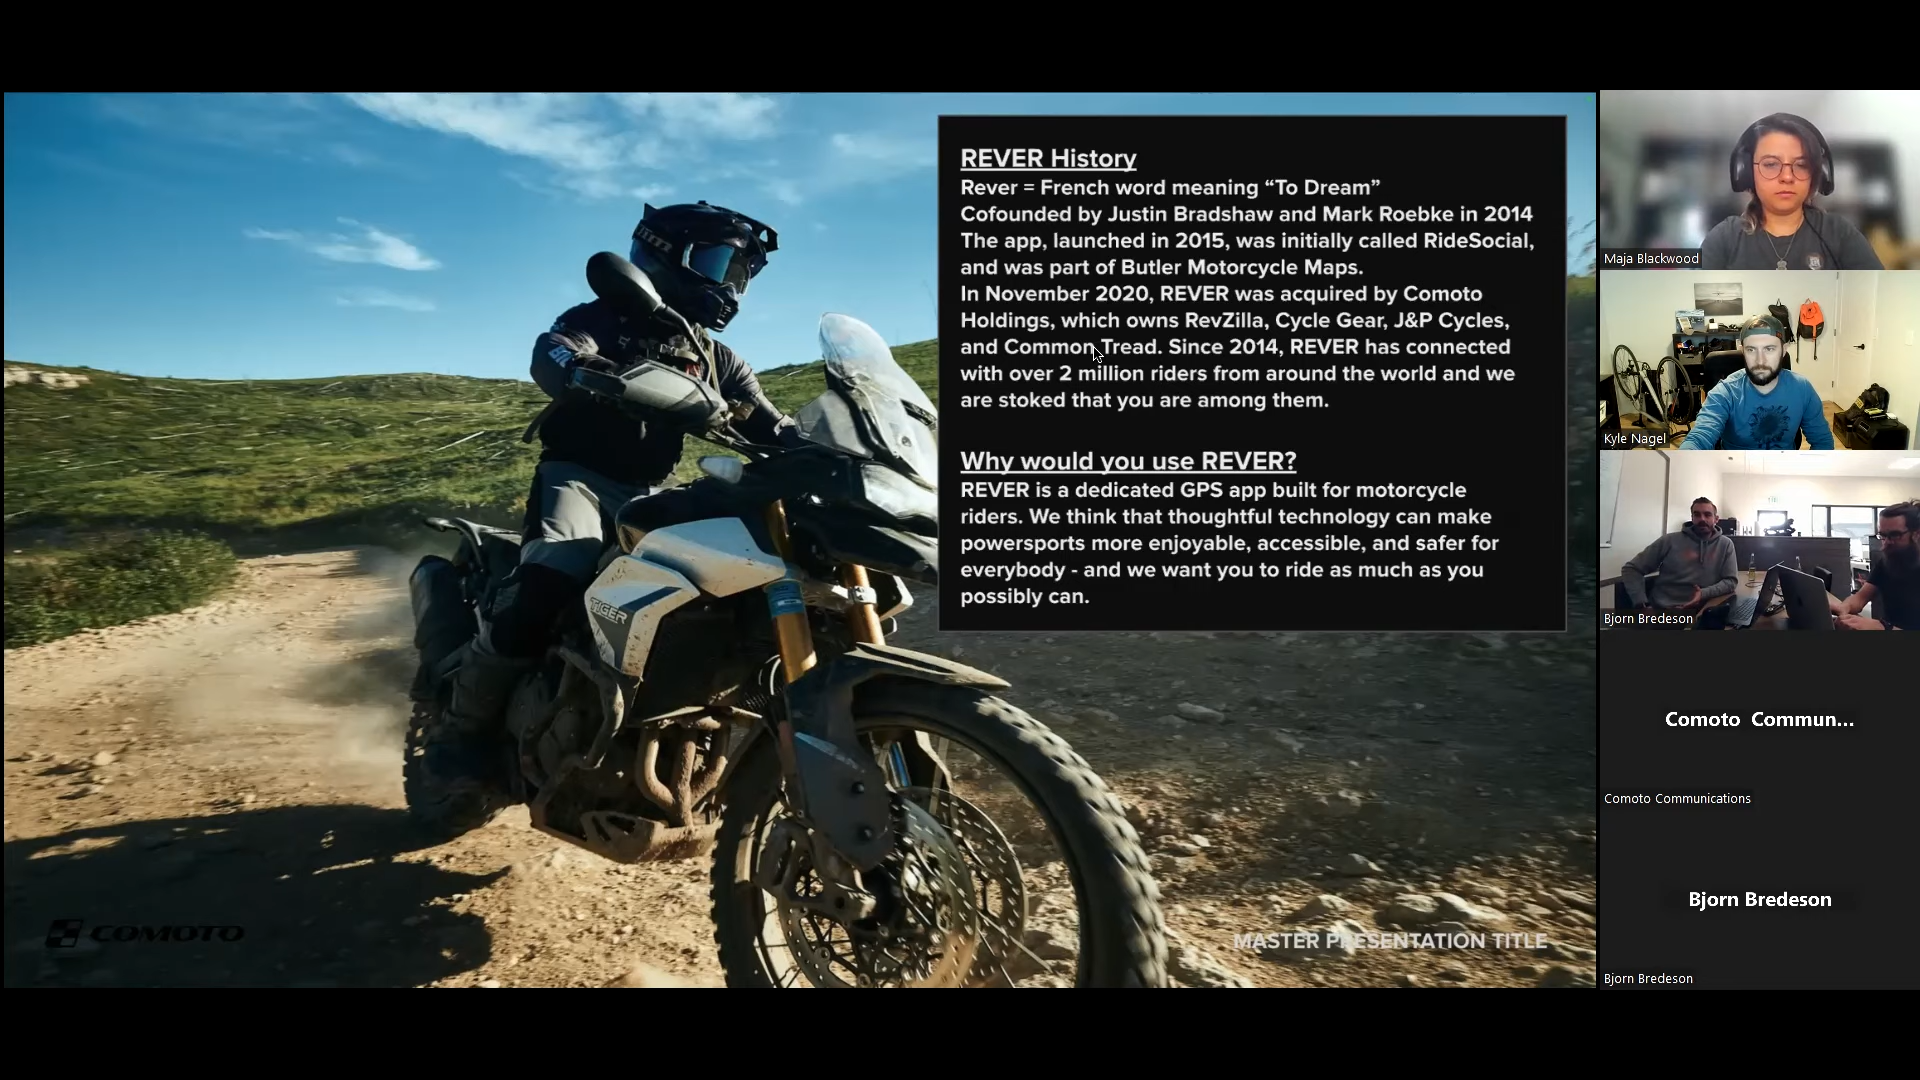 REVER History
Rever = French word meaning “To Dream”
Cofounded by Justin Bradshaw and Mark Roebke in 2014
The app, launched in 2015, was initially called RideSocial,
and was part of Butler Motorcycle Maps.
In November 2020, REVER was acquired by Comoto
Holdings, which owns RevZilla, Cycle Gear, J&P Cycles,
and Common Tread. Since 2014, REVER has connected
with over 2 million riders from around the world and we
are stoked that you are among them.
Why would you use REVER?
REVER is a dedicated GPS app built for motorcycle
riders. We think that thoughtful technology can make
powersports more enjoyable, accessible, and safer for
everybody - and we want you to ride as much as you
possibly can.
TIGER
COMOTO
MASTER PRESENTATION TITLE
Maja Blackwood
Kyle Nagel
Bjorn Bredeson
Comoto Commun...
Comoto Communications
Bjorn Bredeson
Bjorn Bredeson